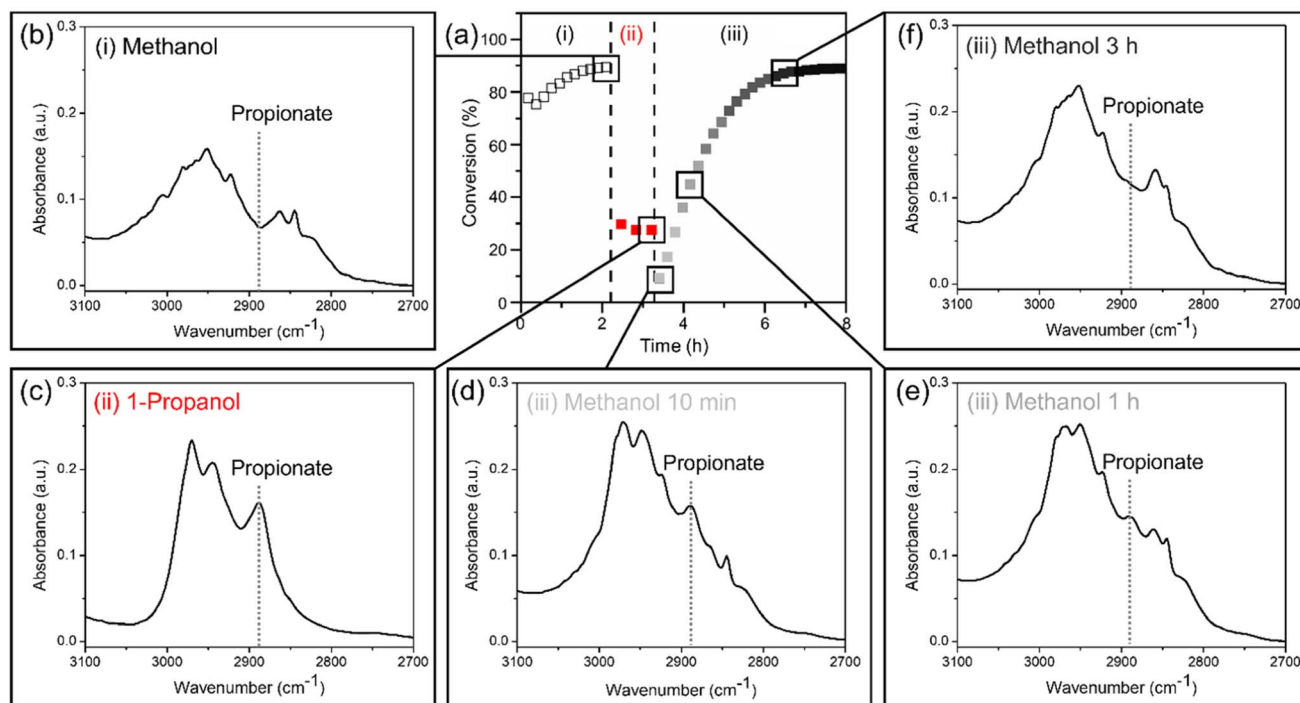 (b)
(i) Methanol
Propionate
0.3
0.2
0.1
0.0
Absorbance (a.u.)
3100 3000 2900 2800 2700
Wavenumber (cm⁻¹)
(a)
(i) (ii) (iii)
100
80
60
40
20
0
Conversion (%)
0 2 4 6 8
Time (h)
(f)
(iii) Methanol 3 h
Propionate
0.3
0.2
0.1
0.0
Absorbance (a.u.)
3100 3000 2900 2800 2700
Wavenumber (cm⁻¹)
(c)
(ii) 1-Propanol
Propionate
0.3
0.2
0.1
0.0
Absorbance (a.u.)
3100 3000 2900 2800 2700
Wavenumber (cm⁻¹)
(d)
(iii) Methanol 10 min
Propionate
0.3
0.2
0.1
0.0
Absorbance (a.u.)
3100 3000 2900 2800 2700
Wavenumber (cm⁻¹)
(e)
(iii) Methanol 1 h
Propionate
0.3
0.2
0.1
0.0
Absorbance (a.u.)
3100 3000 2900 2800 2700
Wavenumber (cm⁻¹)